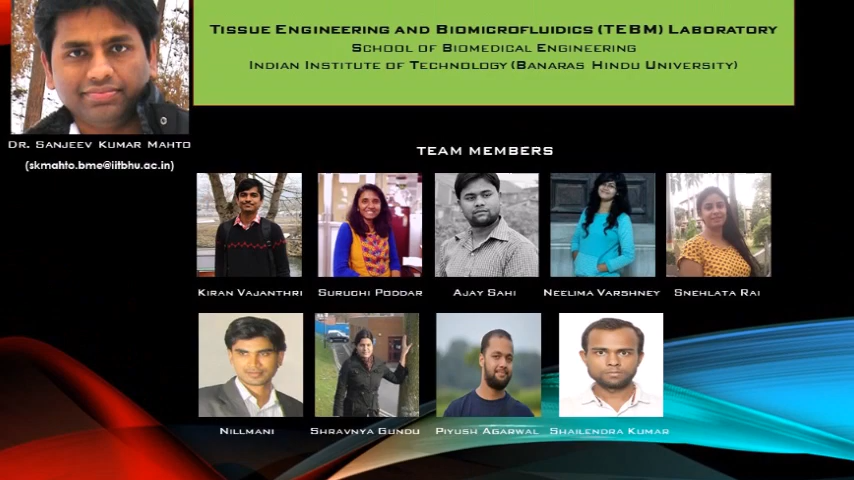 Tissue Engineering and Biomicrofluidics (TEBM) Laboratory
School of Biomedical Engineering
Indian Institute of Technology (Banaras Hindu University)
Dr. Sanjeev Kumar Mahto
(skmahto.bme@iitbhu.ac.in)
TEAM MEMBERS
Kiran Vajanthri Suruchi Poddar Ajay Sahi Neelima Varshney Snehlata Rai
Nillmani Shravnya Gundu Piyush Agarwal Shailendra Kumar